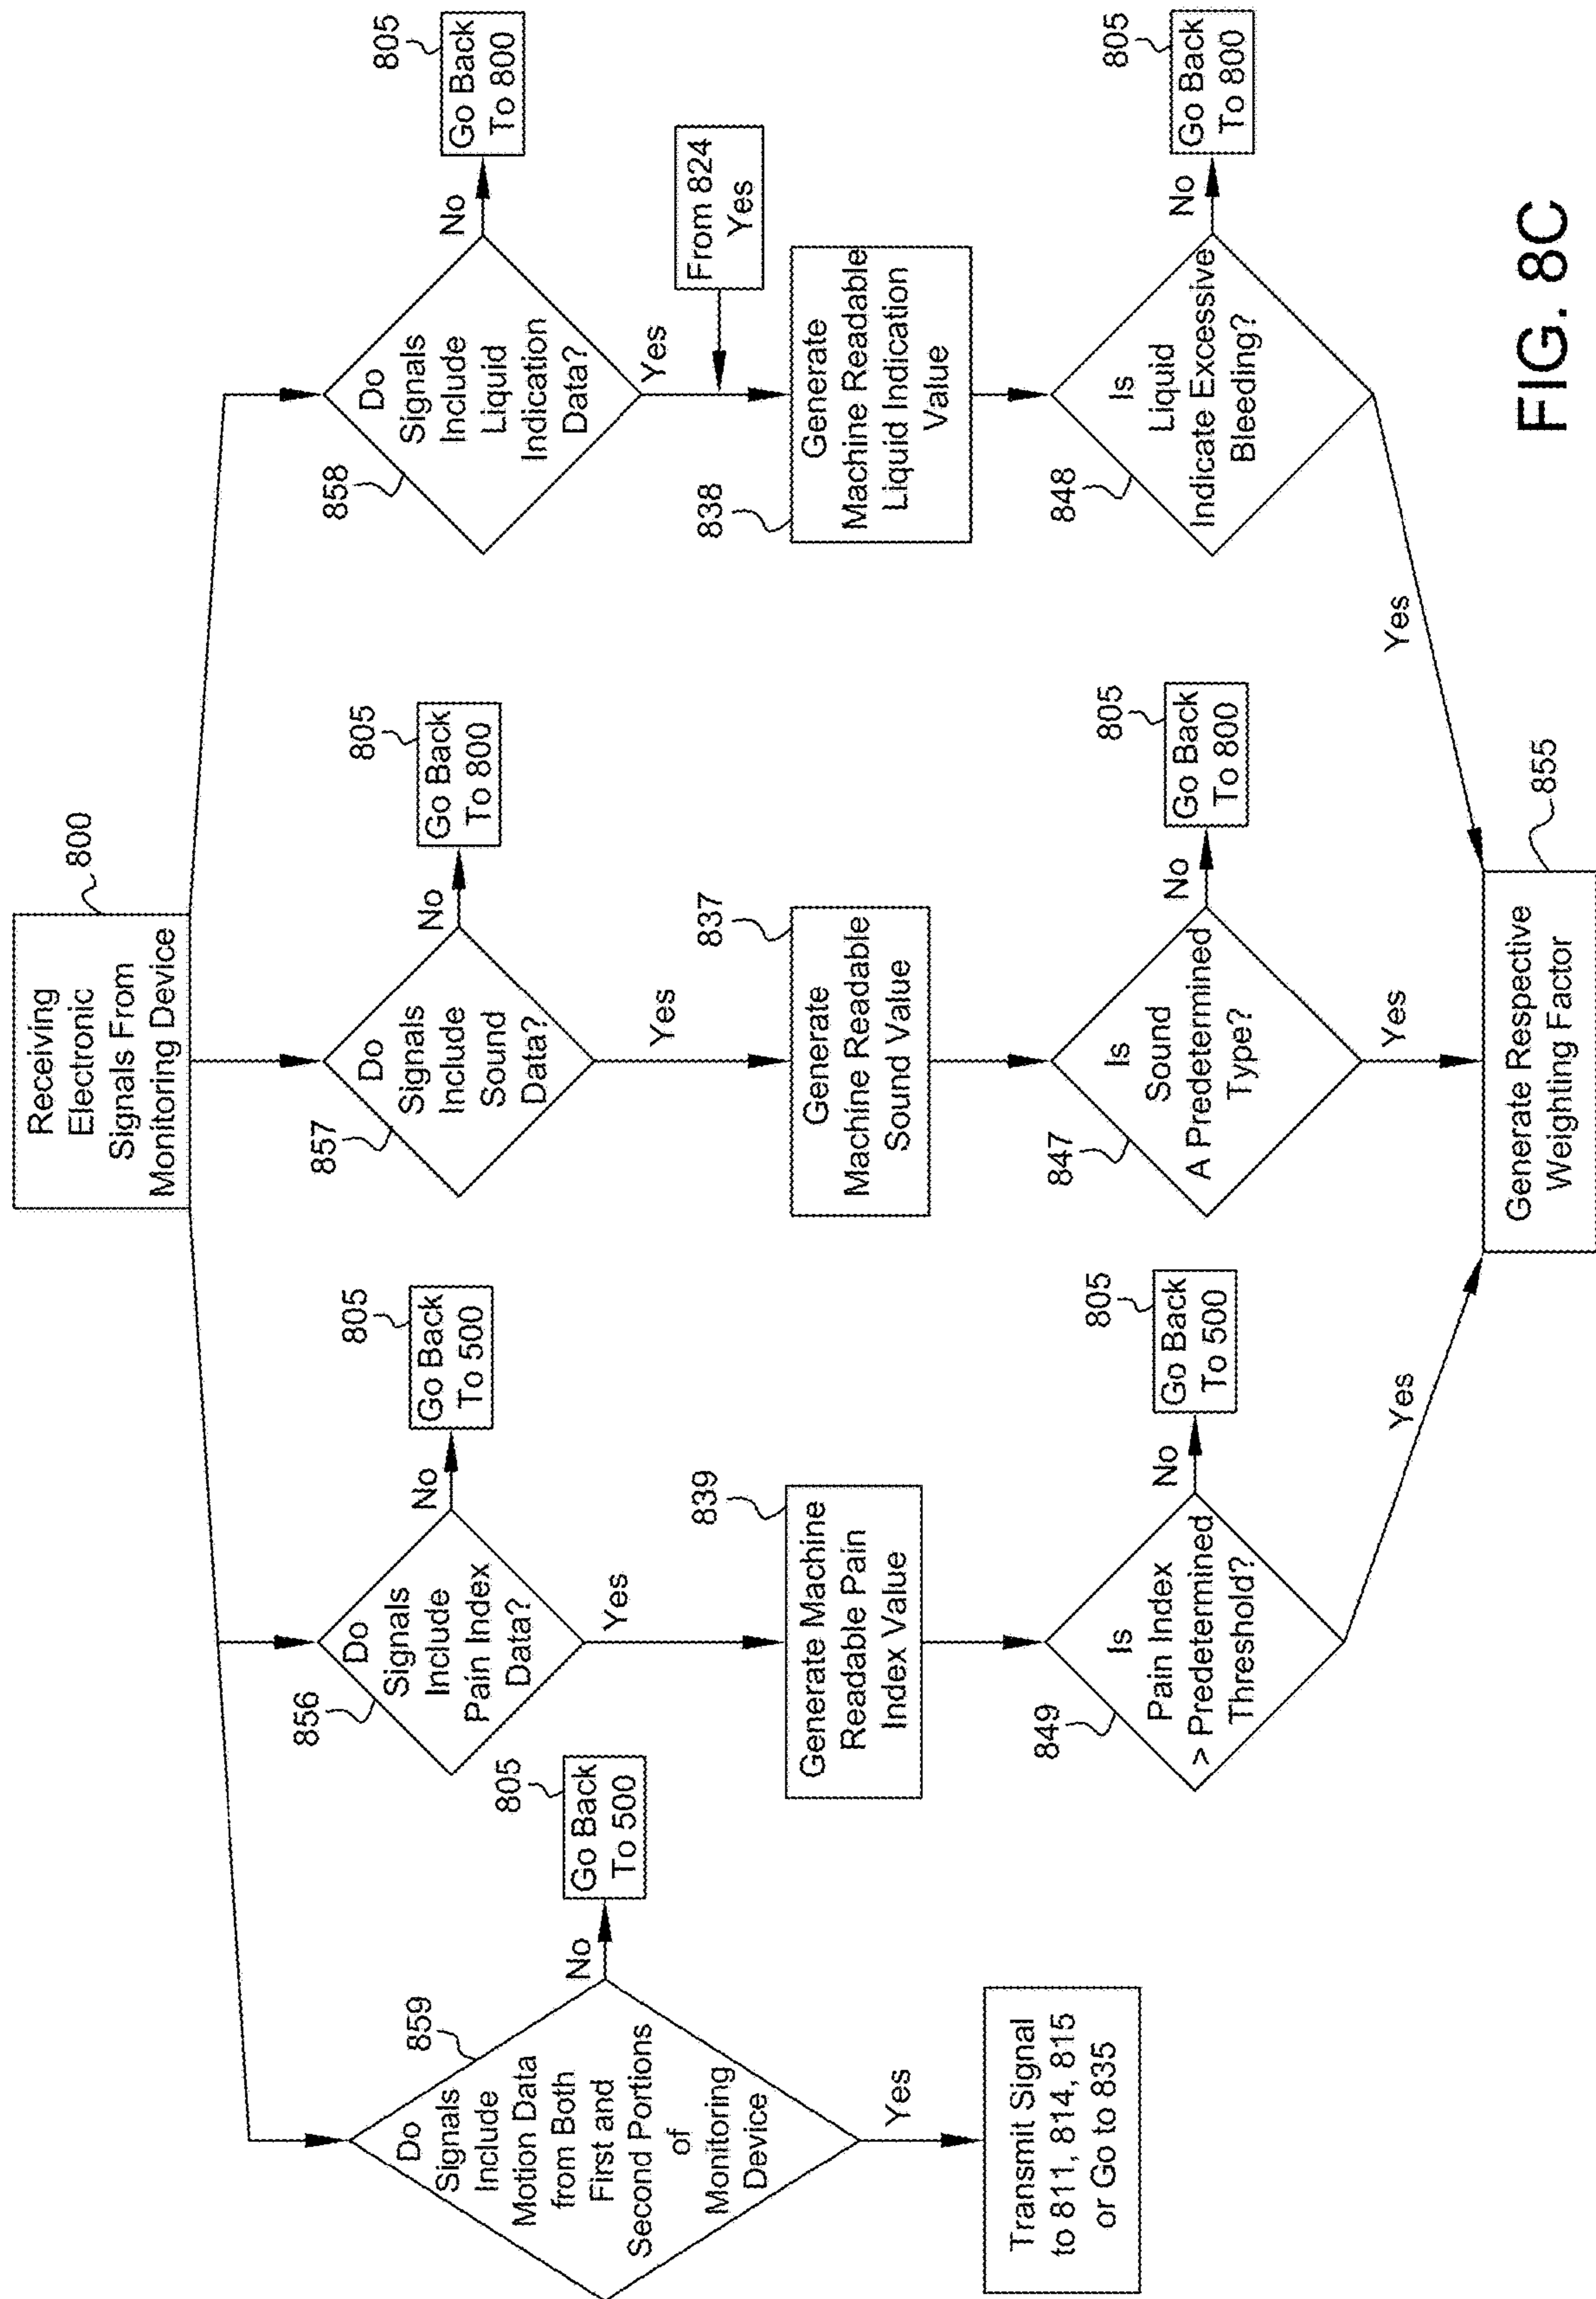 Receiving
Electronic
Signals From
Monitoring Device
800
Do
Signals
Include
Motion Data
from Both
First and
Second Portions
of
Monitoring
Device
859
No
805
Go Back
To 500
Yes
Transmit Signal
to 811, 814, 815
or Go to 835
Do
Signals
Include
Pain Index
Data?
856
No
805
Go Back
To 500
Yes
Generate Machine
Readable Pain
Index Value
839
Is
Pain Index
> Predetermined
Threshold?
849
No
805
Go Back
To 500
Yes
Do
Signals
Include
Sound
Data?
857
No
805
Go Back
To 800
Yes
Generate
Machine Readable
Sound Value
837
Is
Sound
A Predetermined
Type?
847
No
805
Go Back
To 800
Yes
Do
Signals
Include
Liquid
Indication
Data?
858
No
805
Go Back
To 800
Yes
From 824
Yes
Generate
Machine Readable
Liquid Indication
Value
838
Is
Liquid
Indicate Excessive
Bleeding?
848
No
805
Go Back
To 800
Yes
Generate Respective
Weighting Factor
855
FIG. 8C